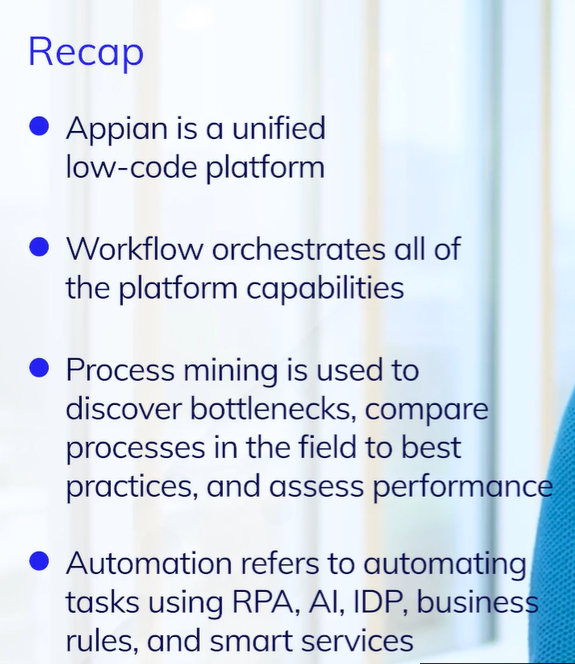 Recap
Appian is a unified
low-code platform
Workflow orchestrates all of
the platform capabilities
Process mining is used to
discover bottlenecks, compare
processes in the field to best
practices, and assess performance
Automation refers to automating
tasks using RPA, AI, IDP, business
rules, and smart services